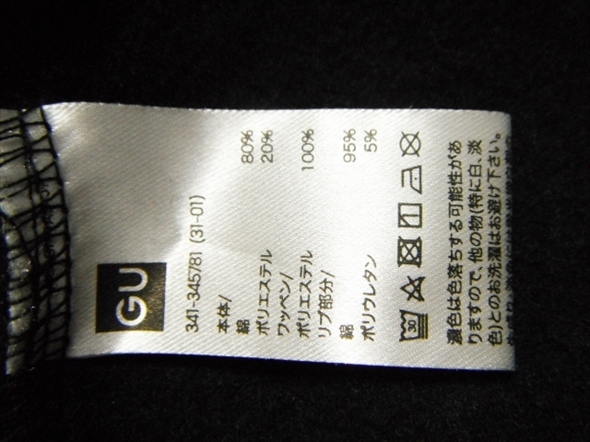 GU
341-345781 (31-01)
本体/
綿 80%
ポリエステル 20%
ワッペン/
ポリエステル 100%
リブ部分/
綿 95%
ポリウレタン 5%
30
濃色は色落ちする可能性があ
りますので、他の物(特に白、淡
色)とのお洗濯はお避け下さい。